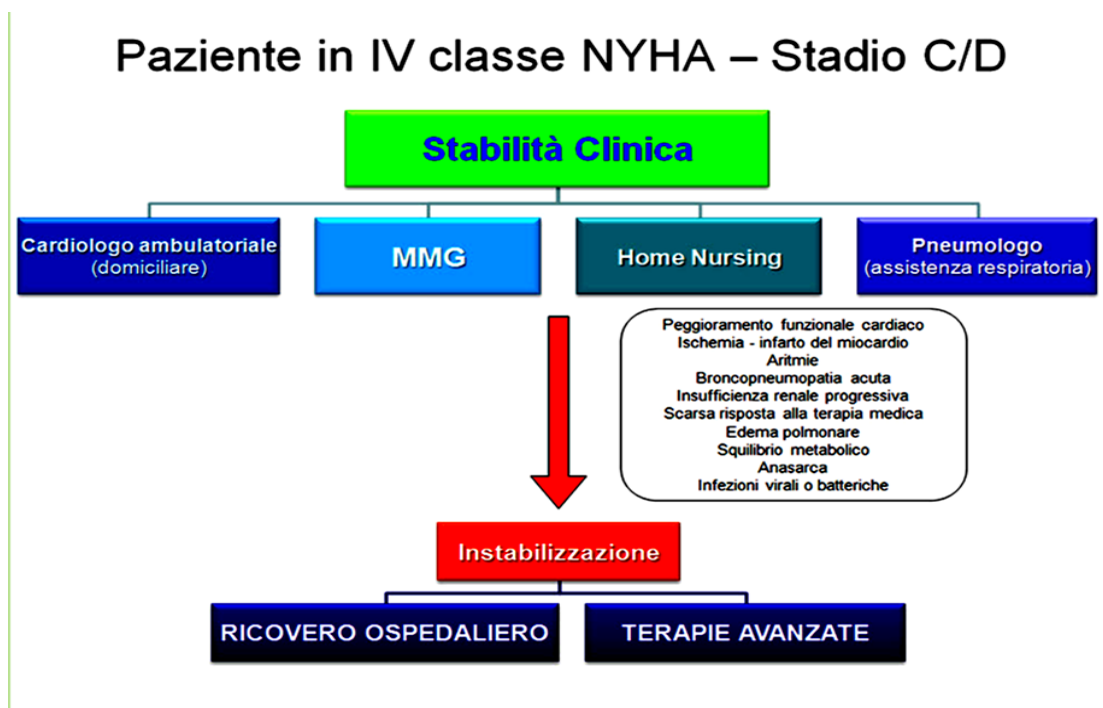 Paziente in IV classe NYHA – Stadio C/D
Stabilità Clinica
Cardiologo ambulatoriale
(domiciliare)
MMG
Home Nursing
Pneumologo
(assistenza respiratoria)
Peggioramento funzionale cardiaco
Ischemia - infarto del miocardio
Aritmie
Broncopneumopatia acuta
Insufficienza renale progressiva
Scarsa risposta alla terapia medica
Edema polmonare
Squilibrio metabolico
Anasarca
Infezioni virali o batteriche
Instabilizzazione
RICOVERO OSPEDALIERO
TERAPIE AVANZATE